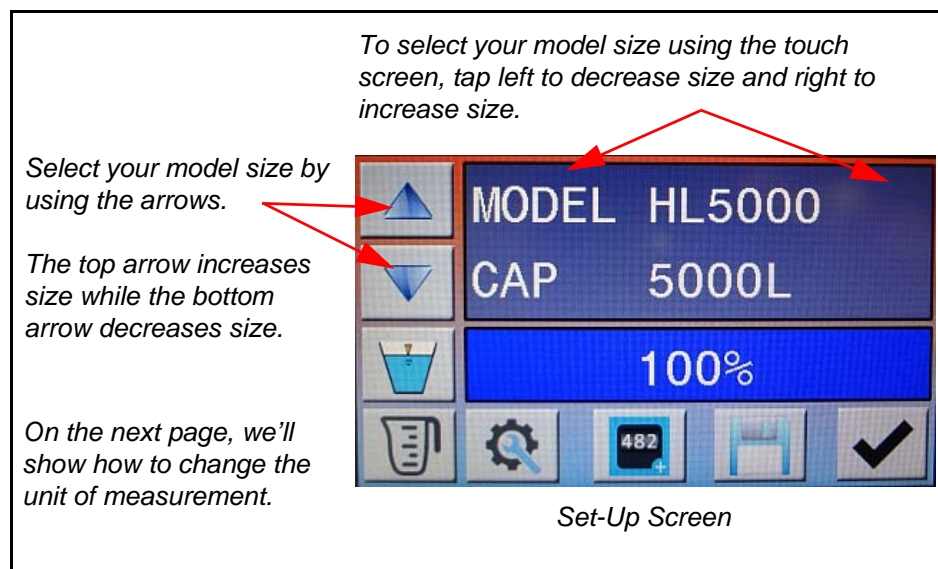 To select your model size using the touch
screen, tap left to decrease size and right to
increase size.
Select your model size by
using the arrows.
The top arrow increases
size while the bottom
arrow decreases size.
On the next page, we’ll
show how to change the
unit of measurement.
MODEL HL5000
CAP 5000L
100%
482
Set-Up Screen